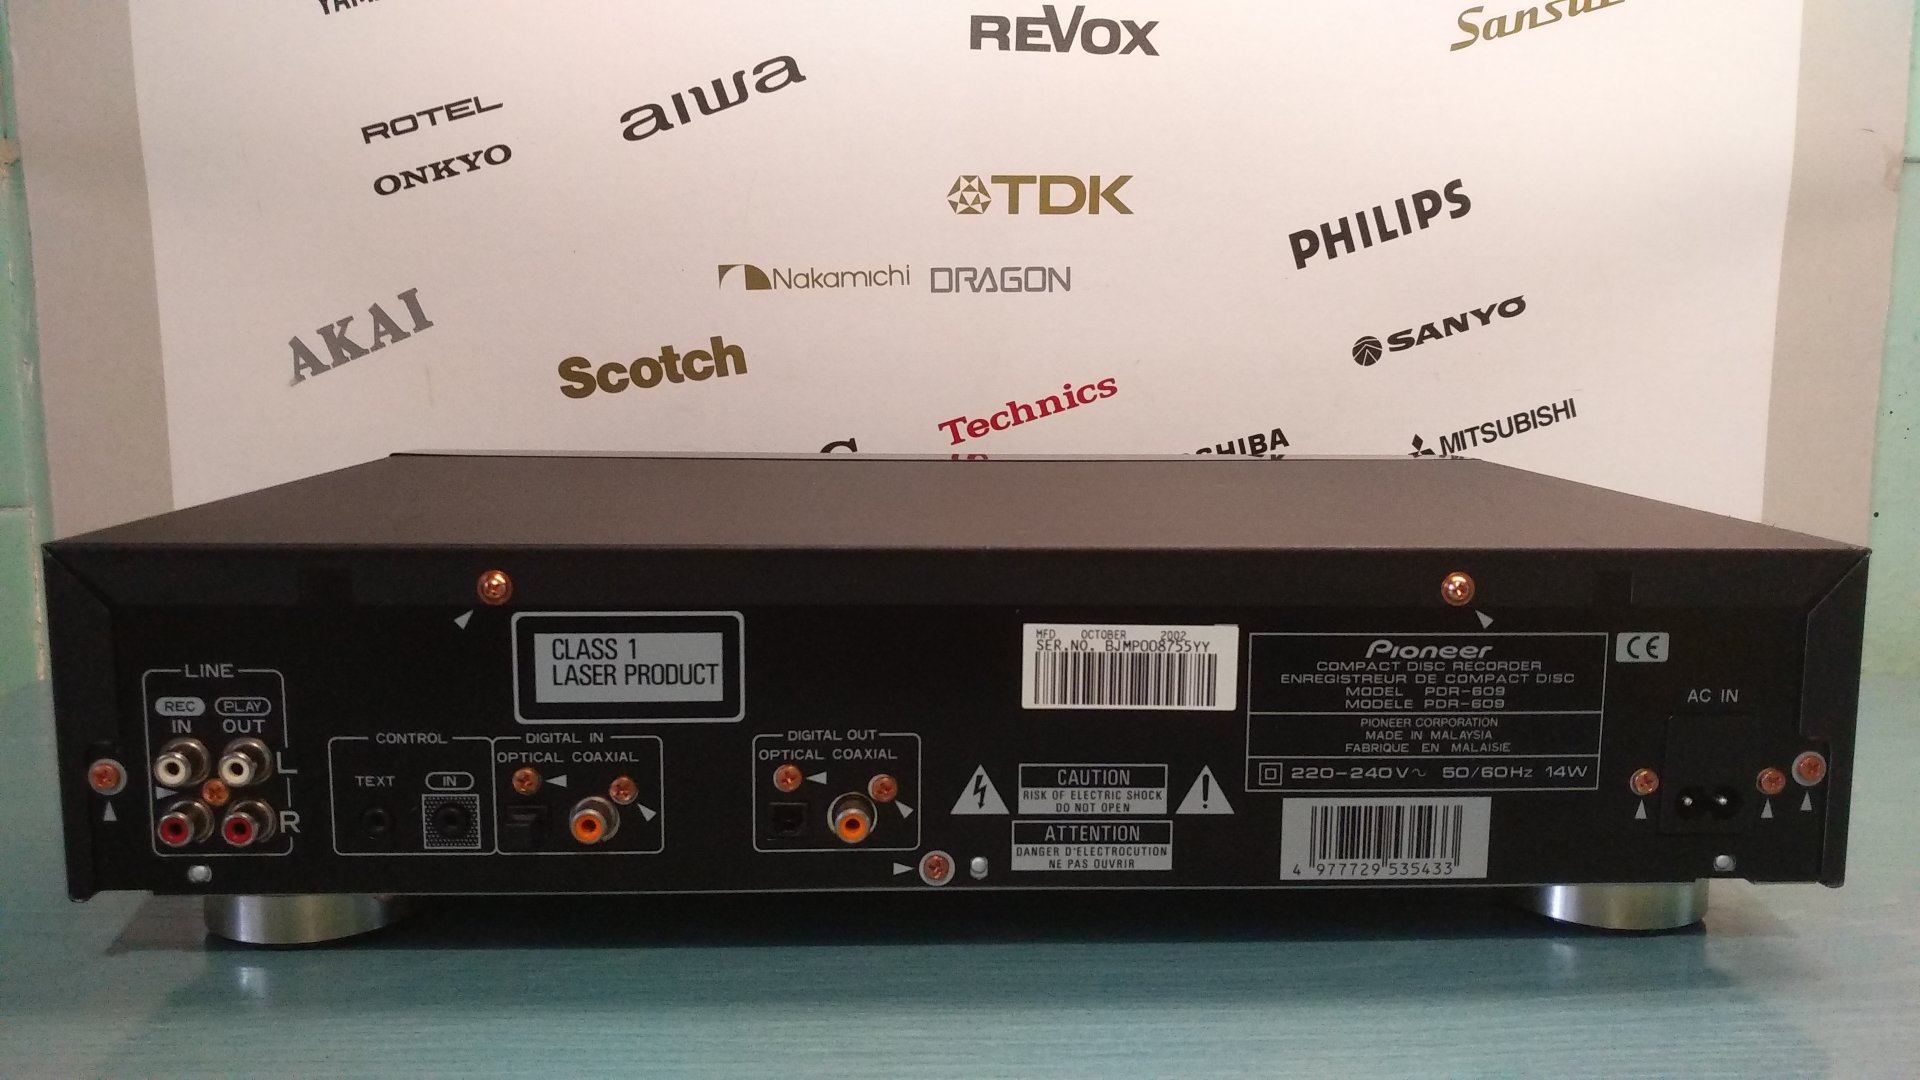 REVOX
Sansui
aiwa
ROTEL
ONKYO
TDK
PHILIPS
Nakamichi DRAGON
AKAI
SANYO
Scotch
Technics
MITSUBISHI
CLASS 1
LASER PRODUCT
MFD OCTOBER 2002
SER.NO. BJMP008755YY
Pioneer
COMPACT DISC RECORDER
ENREGISTREUR DE COMPACT DISC
MODEL PDR-609
MODELE PDR-609
PIONEER CORPORATION
MADE IN MALAYSIA
FABRIQUE EN MALAISIE
220-240V~ 50/60Hz 14W
CE
AC IN
LINE
REC PLAY
IN OUT
L
R
CONTROL
TEXT IN
DIGITAL IN
OPTICAL COAXIAL
DIGITAL OUT
OPTICAL COAXIAL
CAUTION
RISK OF ELECTRIC SHOCK
DO NOT OPEN
ATTENTION
DANGER D'ELECTROCUTION
NE PAS OUVRIR
4 977729 535433